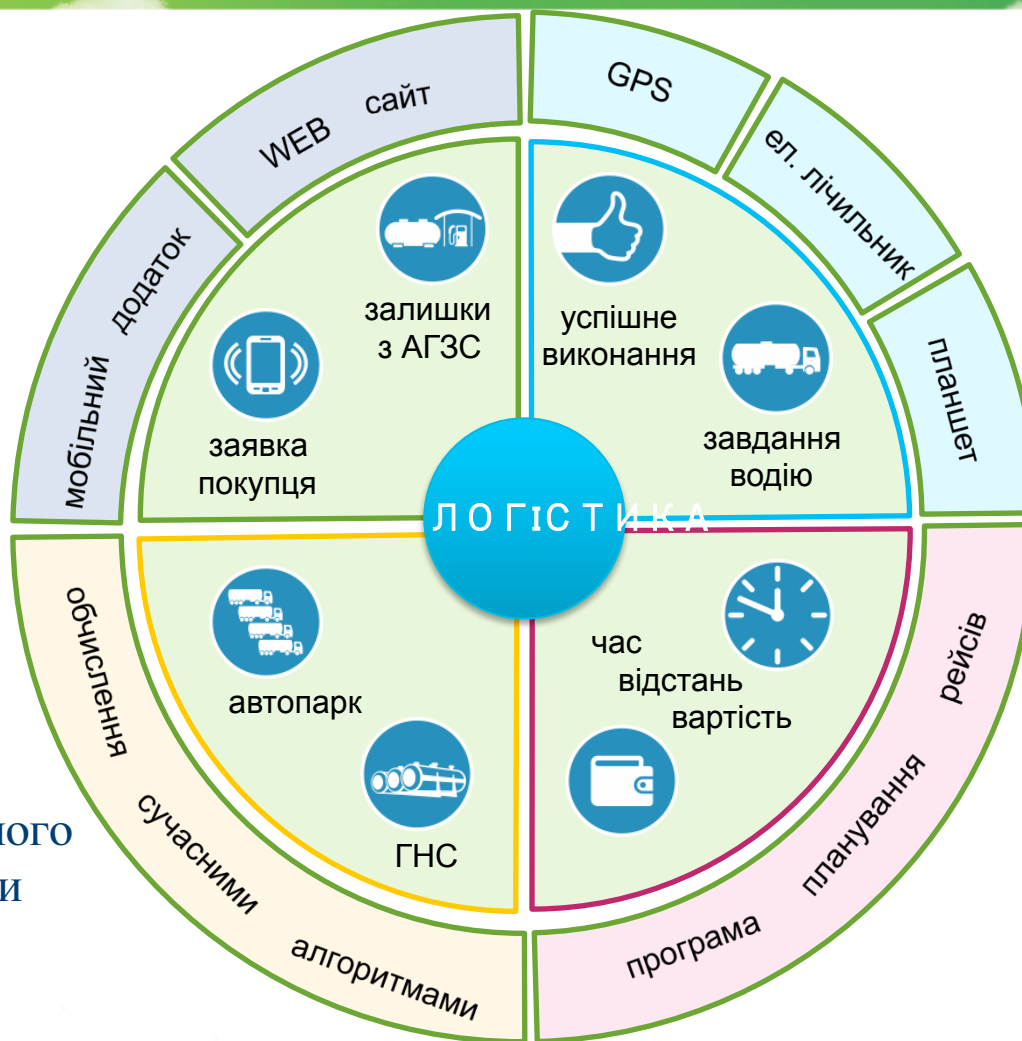 WEB сайт
GPS
ел. лічильник
планшет
мобільний додаток
залишки
з АГЗС
заявка
покупця
успішне
виконання
завдання
водію
ЛОГІСТИКА
автопарк
ГНС
час
відстань
вартість
обчислення сучасними алгоритмами
програма планування рейсів